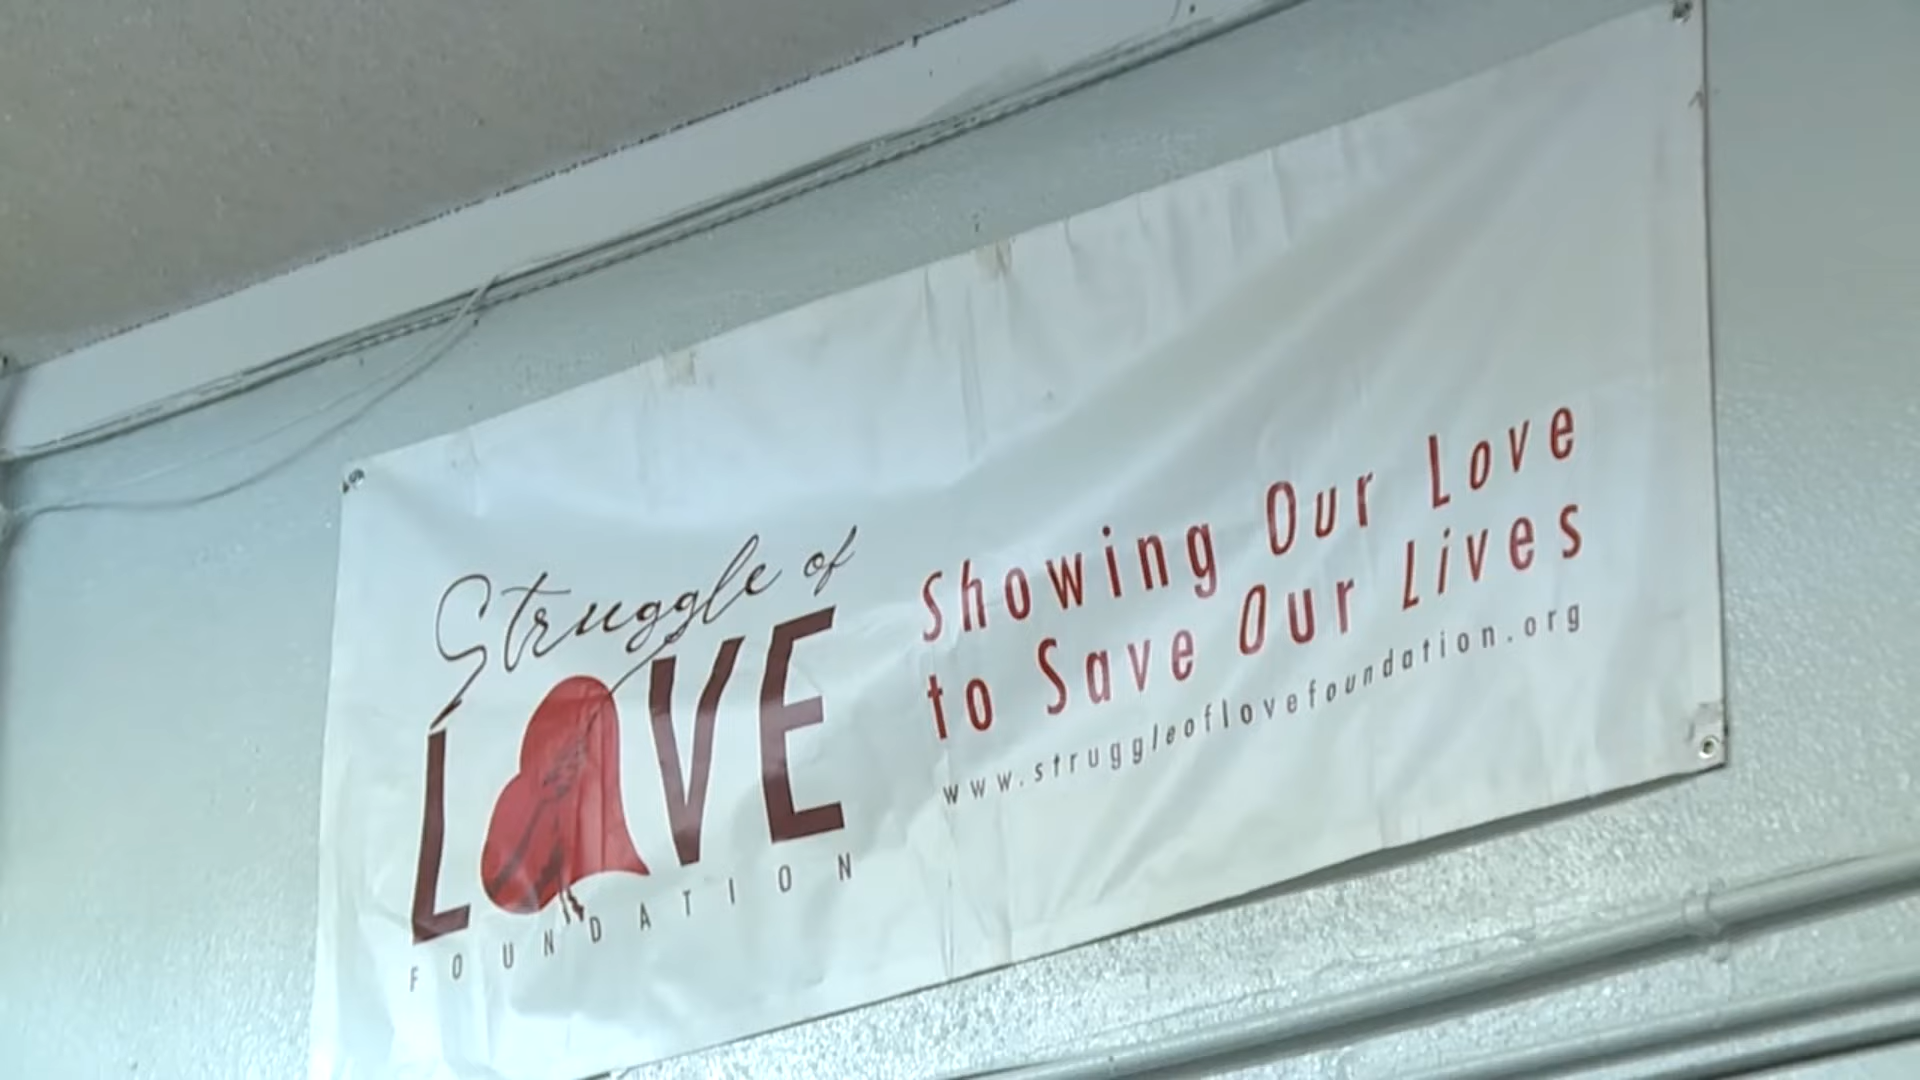 Struggle of
LOVE
FOUNDATION
Showing Our Love
to Save Our Lives
www.struggleoflovefoundation.org